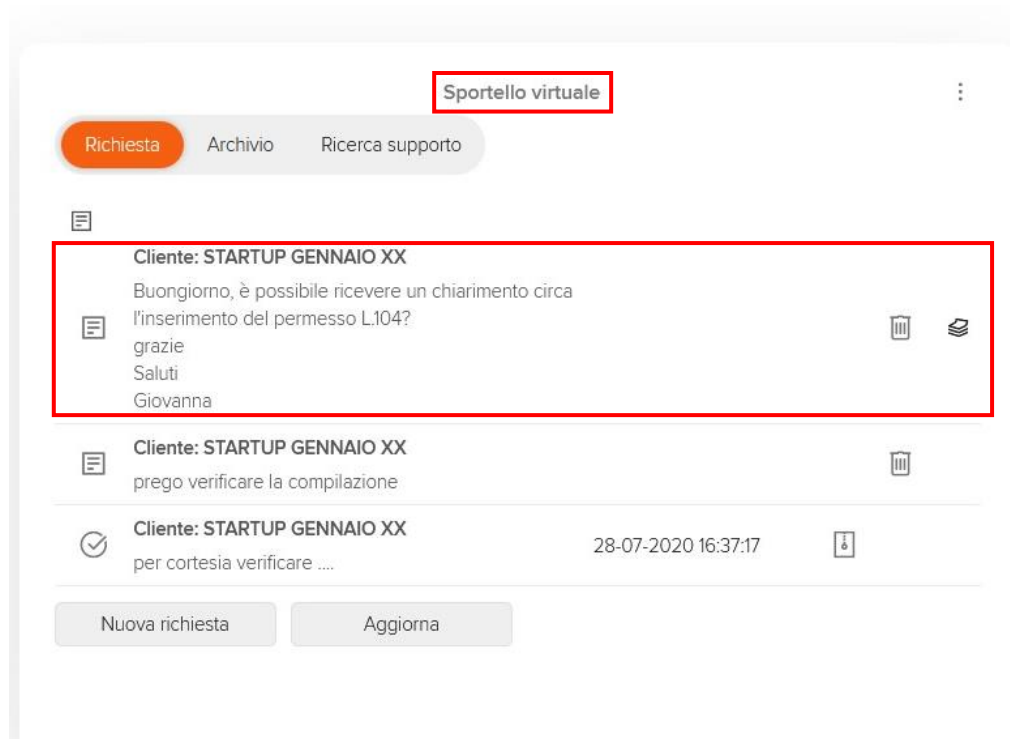 Sportello virtuale
Richiesta Archivio Ricerca supporto
Cliente: STARTUP GENNAIO XX
Buongiorno, è possibile ricevere un chiarimento circa
l'inserimento del permesso L.104?
grazie
Saluti
Giovanna
Cliente: STARTUP GENNAIO XX
prego verificare la compilazione
Cliente: STARTUP GENNAIO XX
per cortesia verificare ....
28-07-2020 16:37:17
Nuova richiesta Aggiorna